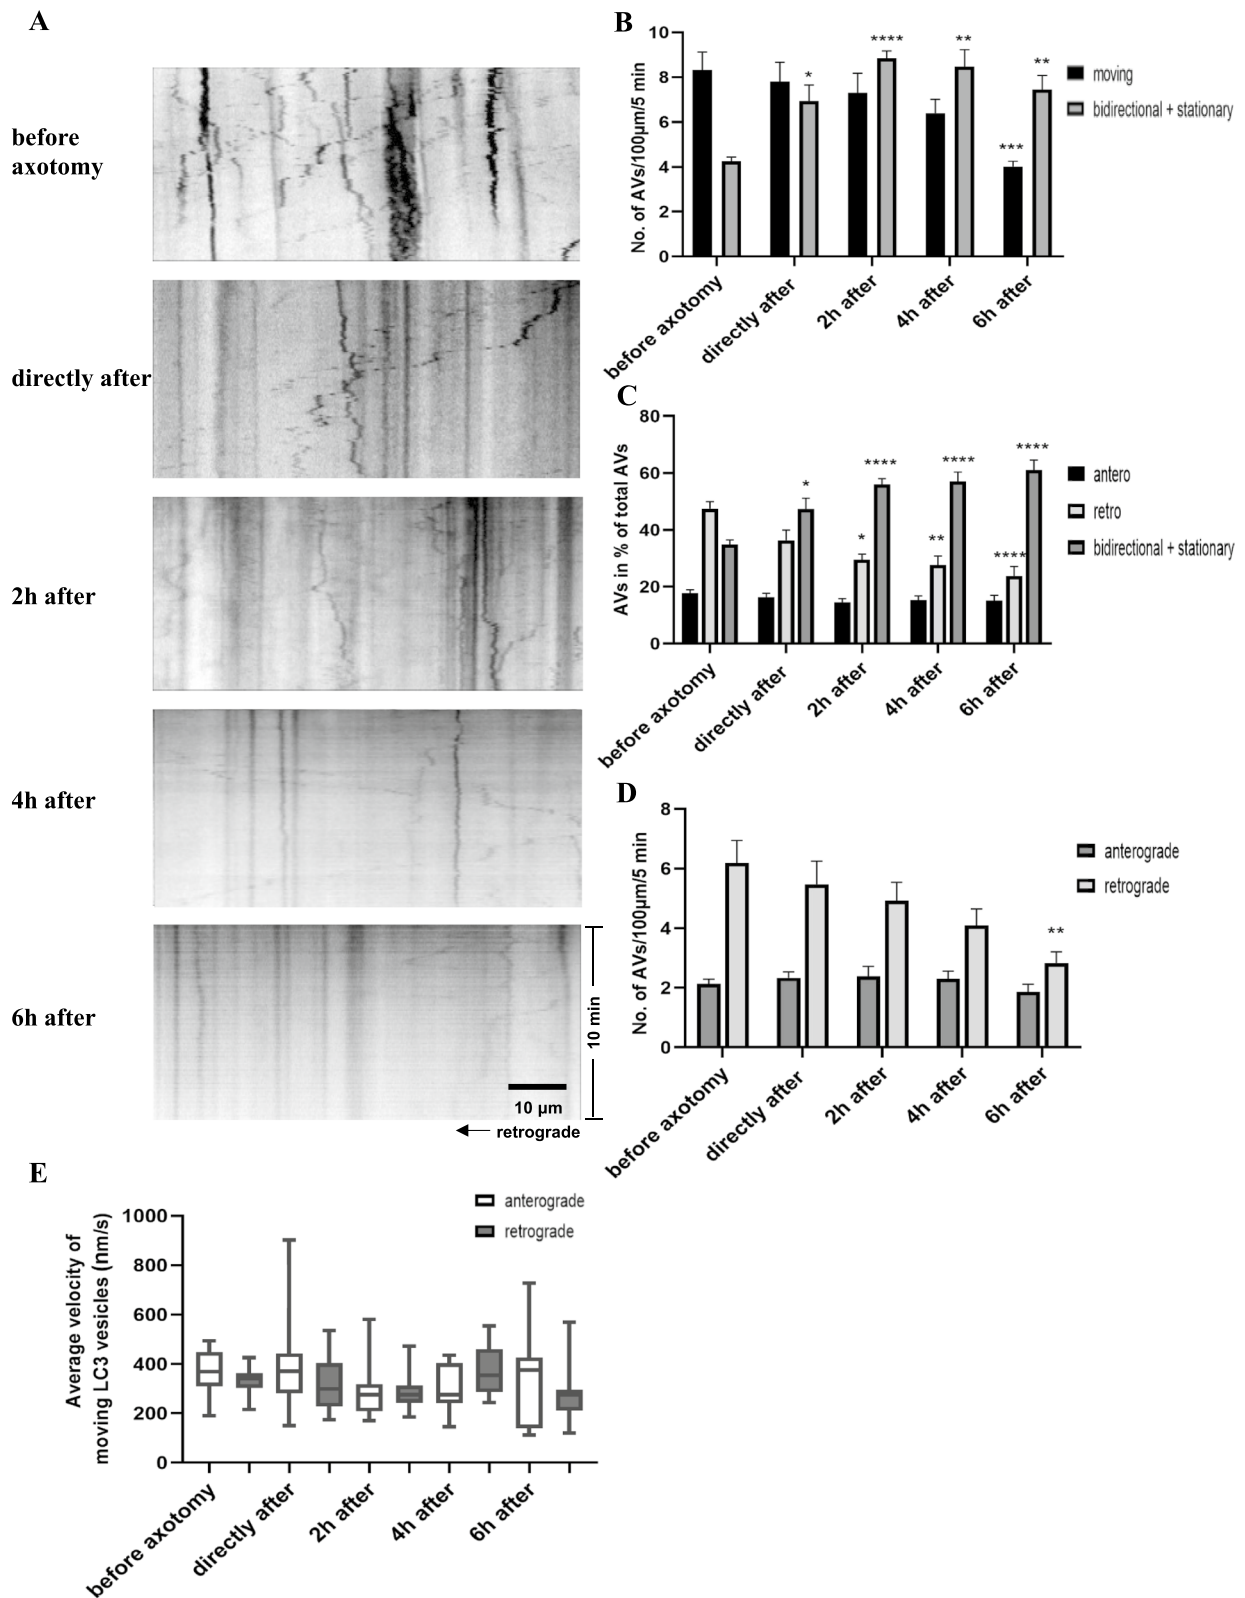 A
before
axotomy
directly after
2h after
4h after
6h after
10 min
10 µm
retrograde
B
No. of AVs/100µm/5 min
10
8
6
4
2
0
*
****
**
**
***
moving
bidirectional + stationary
before axotomy
directly after
2h after
4h after
6h after
C
AVs in % of total AVs
80
60
40
20
0
*
****
*
****
**
****
****
antero
retro
bidirectional + stationary
before axotomy
directly after
2h after
4h after
6h after
D
No. of AVs/100µm/5 min
8
6
4
2
0
**
anterograde
retrograde
before axotomy
directly after
2h after
4h after
6h after
E
Average velocity of
moving LC3 vesicles (nm/s)
1000
800
600
400
200
0
anterograde
retrograde
before axotomy
directly after
2h after
4h after
6h after